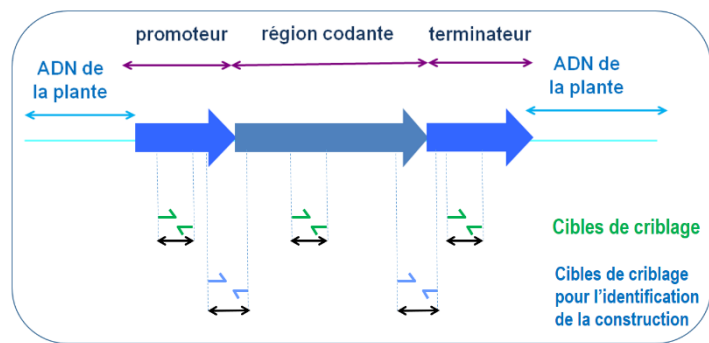 promoteur région codante terminateur
ADN de
la plante
ADN de
la plante
Cibles de criblage
Cibles de criblage
pour l'identification
de la construction